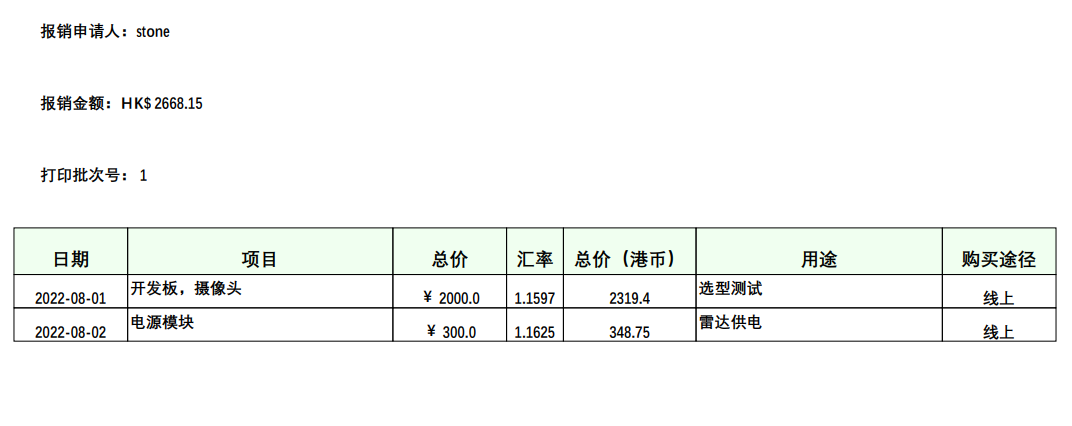 报销申请人：stone
报销金额：HK$ 2668.15
打印批次号： 1
日期 项目 总价 汇率 总价（港币） 用途 购买途径
2022-08-01 开发板，摄像头 ￥ 2000.0 1.1597 2319.4 选型测试 线上
2022-08-02 电源模块 ￥ 300.0 1.1625 348.75 雷达供电 线上